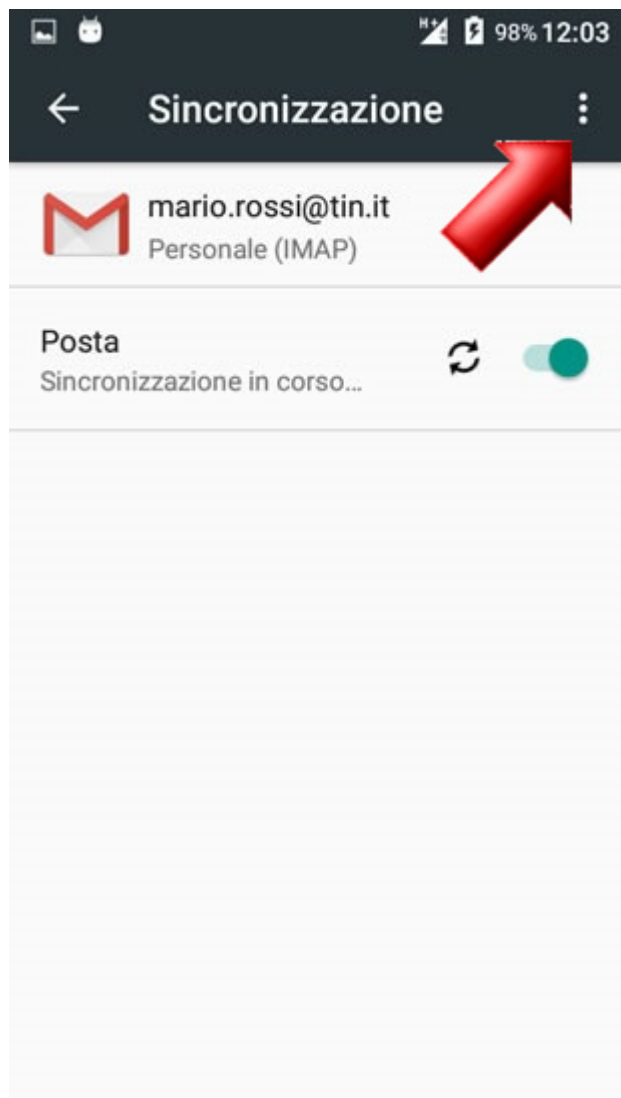 98% 12:03
Sincronizzazione
mario.rossi@tin.it
Personale (IMAP)
Posta
Sincronizzazione in corso...